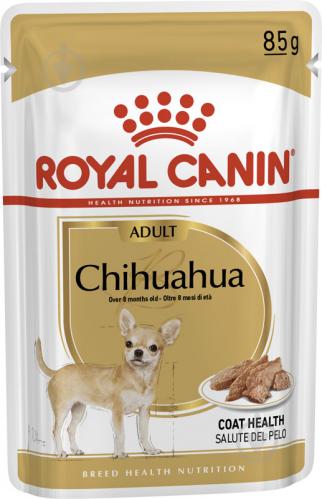 85g
ROYAL CANIN
HEALTH NUTRITION SINCE 1968
ADULT
Chihuahua
Over 8 months old - Oltre 8 mesi di età
COAT HEALTH
SALUTE DEL PELO
BREED HEALTH NUTRITION